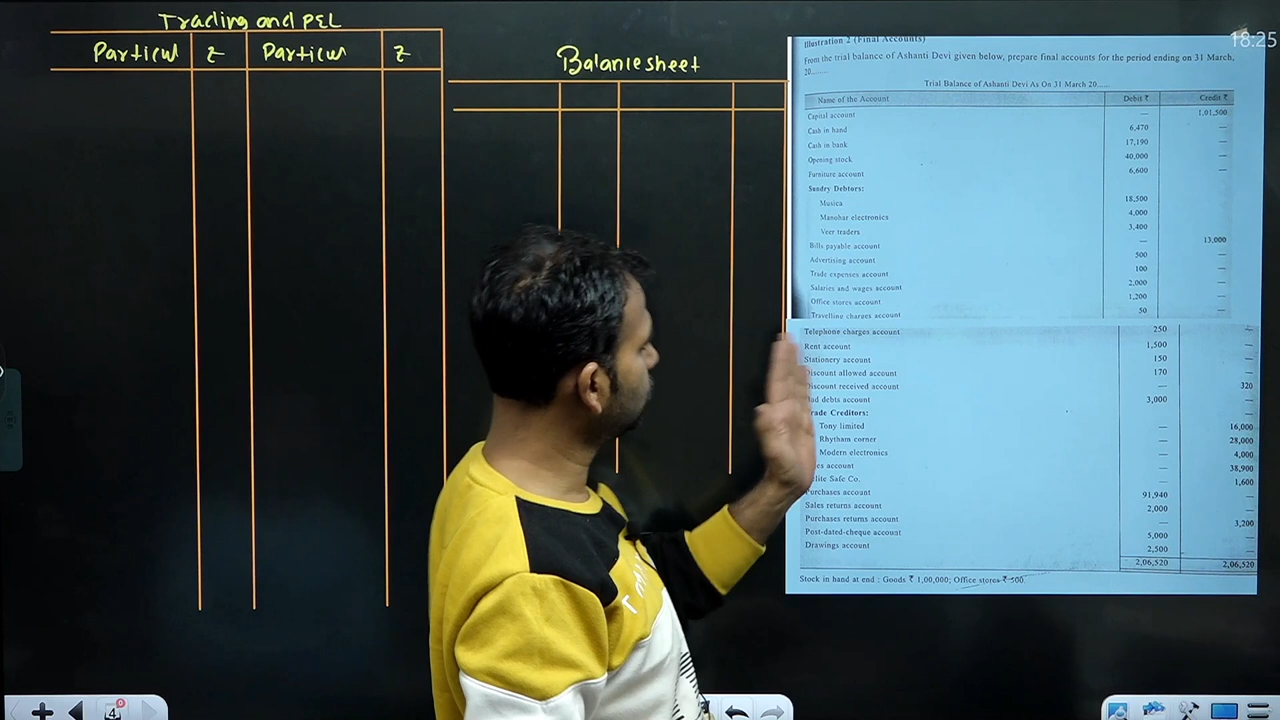 Trading and P&L
Particul ₹ Particul ₹
Balancesheet
18:25
Illustration 2 (Final Accounts)
From the trial balance of Ashanti Devi given below, prepare final accounts for the period ending on 31 March,
20........
Trial Balance of Ashanti Devi As On 31 March 20......
Name of the Account Debit ₹ Credit ₹
Capital account — 1,01,500
Cash in hand 6,470 —
Cash in bank 17,190 —
Opening stock 40,000 —
Furniture account 6,600 —
Sundry Debtors:
Musica 18,500 —
Manohar electronics 4,000 —
Veer traders 3,400 —
Bills payable account — 13,000
Advertising account 500 —
Trade expenses account 100 —
Salaries and wages account 2,000 —
Office stores account 1,200 —
Travelling charges account 50 —
Telephone charges account 250 —
Rent account 1,500 —
Stationery account 150 —
Discount allowed account 170 —
Discount received account — 320
Bad debts account 3,000 —
Trade Creditors:
Tony limited — 16,000
Rhytham corner — 28,000
Modern electronics — 4,000
account — 38,900
Safe Co. — 1,600
Purchases account 91,940 —
Sales returns account 2,000 —
Purchases returns account — 3,200
Post-dated-cheque account 5,000 —
Drawings account 2,500 —
2,06,520 2,06,520
Stock in hand at end : Goods ₹ 1,00,000; Office stores ₹ 500.
4